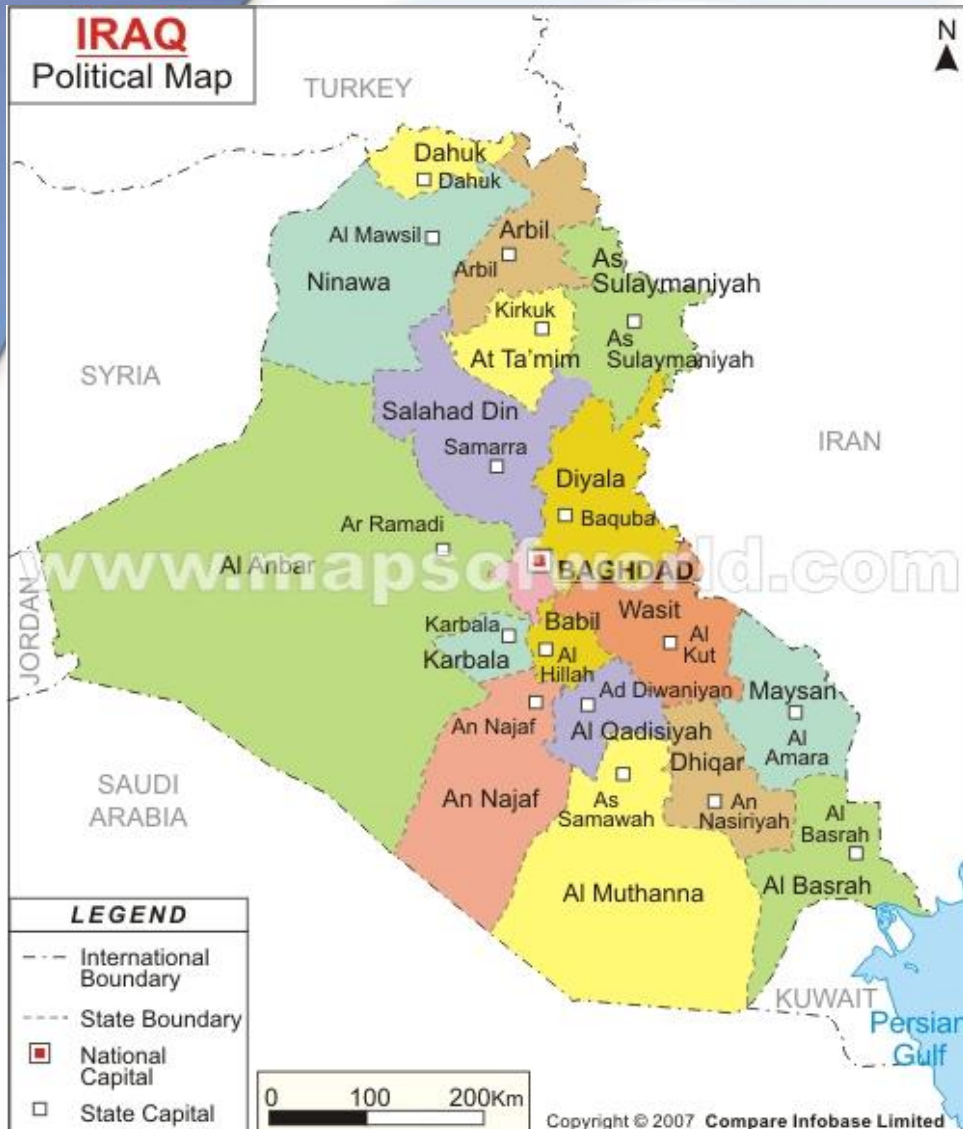 IRAQ
Political Map
N
TURKEY
Dahuk
Dahuk
Al Mawsil
Ninawa
Arbil
Arbil
As
Sulaymaniyah
Kirkuk
At Ta'mim
As
Sulaymaniyah
SYRIA
Salahad Din
Samarra
IRAN
Diyala
Baquba
Ar Ramadi
Al Anbar
www.mapsofworld.com
BAGHDAD
JORDAN
Karbala
Karbala
Babil
Al
Hillah
Wasit
Al
Kut
Maysan
Al
Amara
An Najaf
Ad Diwaniyan
Al Qadisiyah
Dhiqar
An
Nasiriyah
SAUDI
ARABIA
An Najaf
As
Samawah
Al
Basrah
Al Muthanna
Al Basrah
KUWAIT
Persian
Gulf
LEGEND
International
Boundary
State Boundary
National
Capital
State Capital
0 100 200Km
Copyright © 2007 Compare Infobase Limited